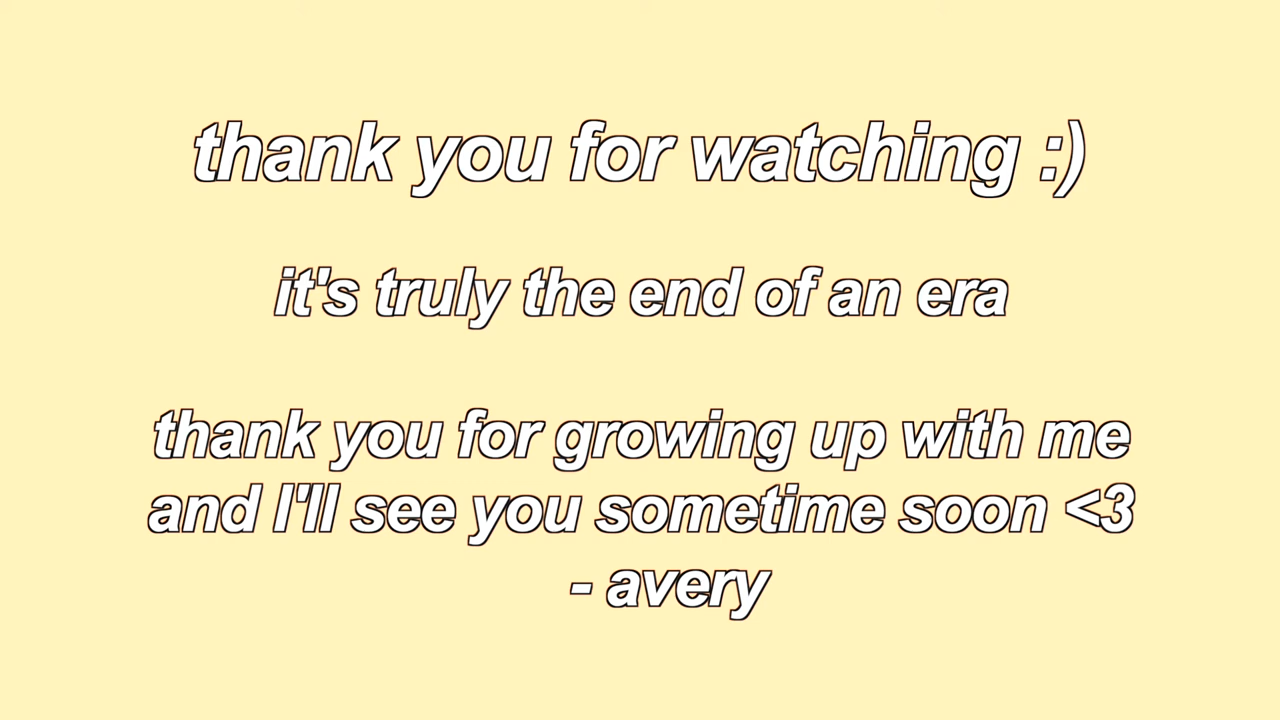 thank you for watching :)
it's truly the end of an era
thank you for growing up with me
and I'll see you sometime soon <3
- avery